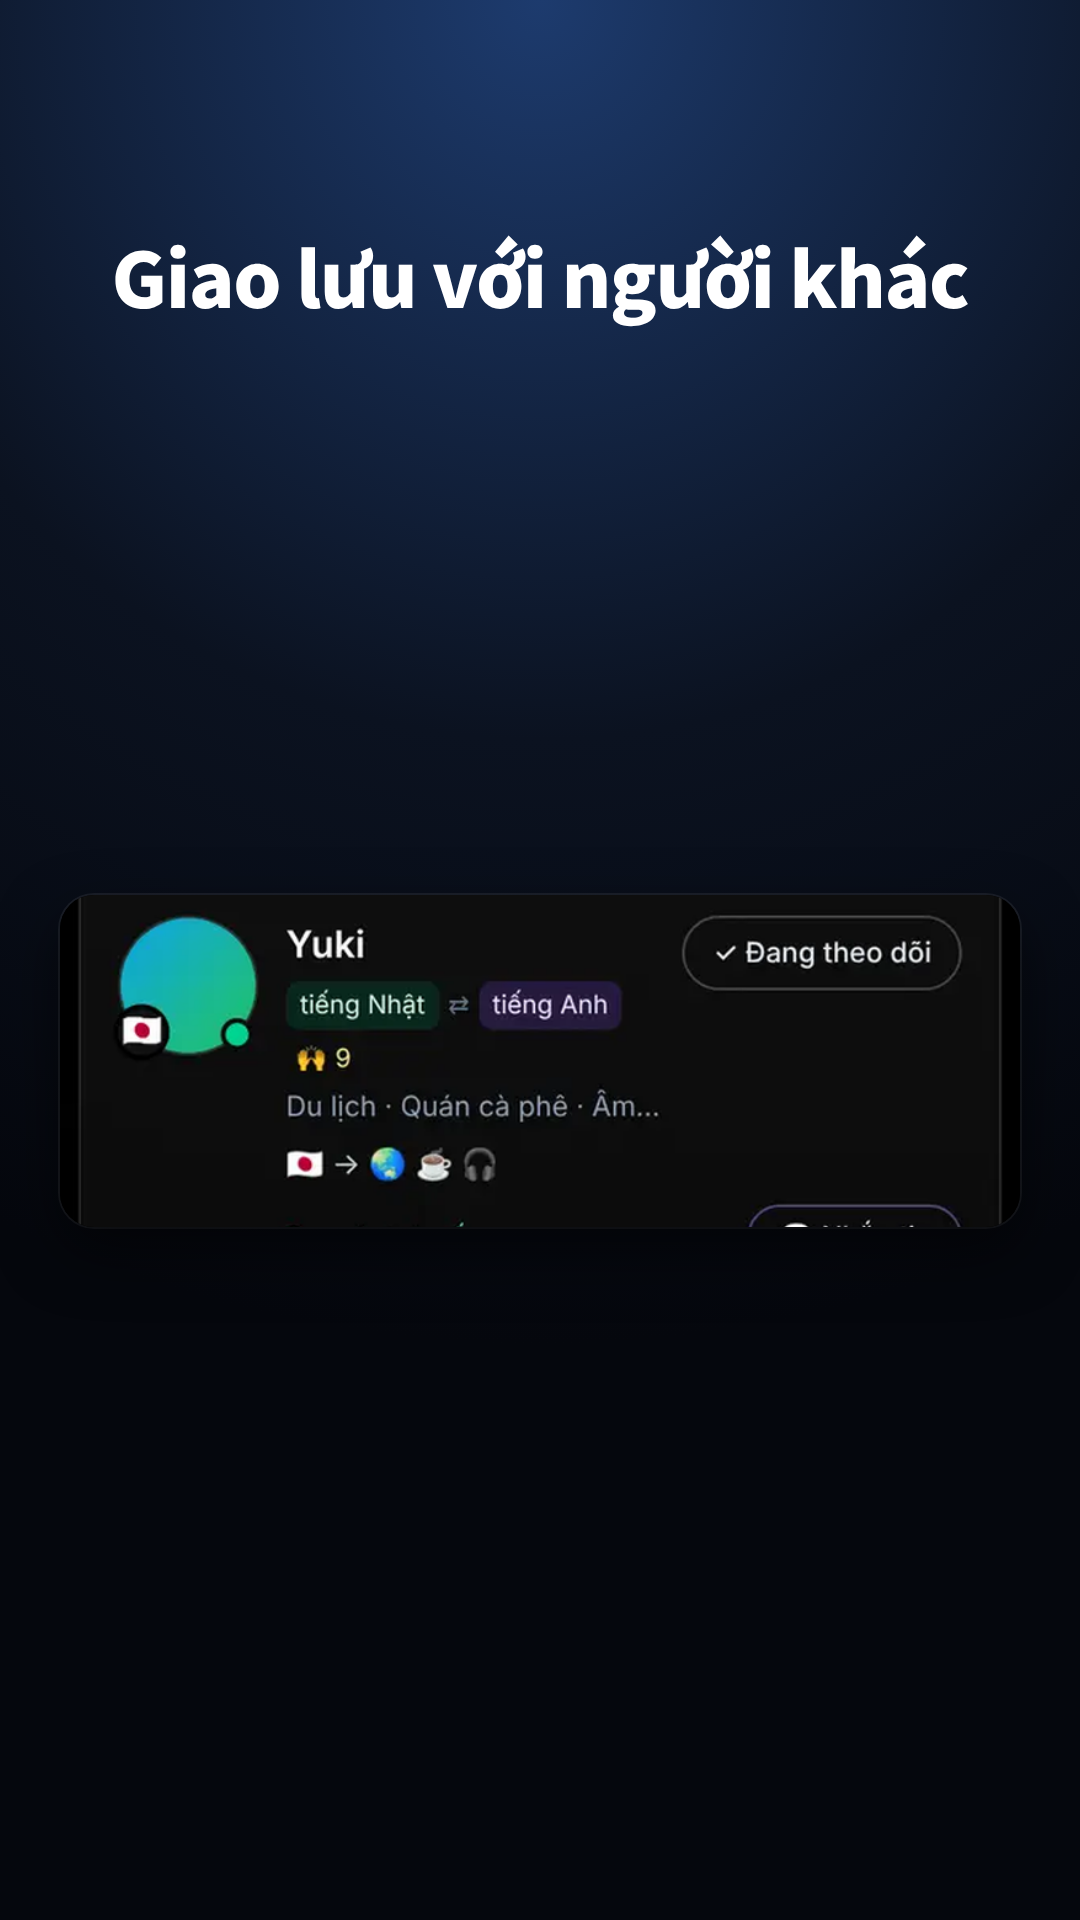 Giao lưu với người khác
Yuki
✓ Đang theo dõi
tiếng Nhật ⇄ tiếng Anh
🙌 9
Du lịch · Quán cà phê · Âm...
🇯🇵 → 🌏 ☕ 🎧